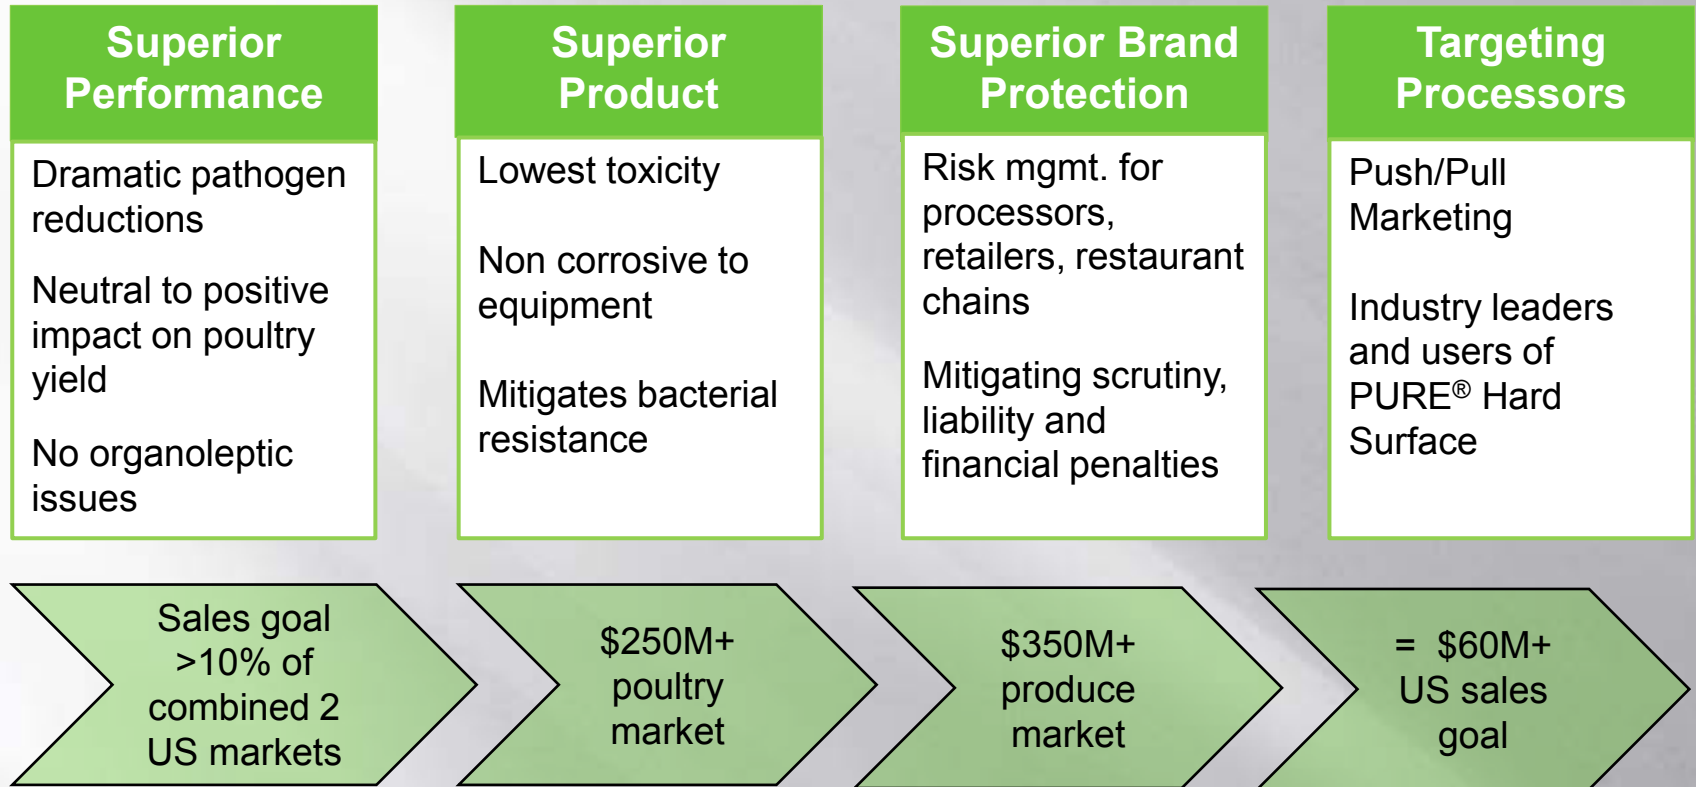 Superior
Performance
Dramatic pathogen
reductions
Neutral to positive
impact on poultry
yield
No organoleptic
issues
Superior
Product
Lowest toxicity
Non corrosive to
equipment
Mitigates bacterial
resistance
Superior Brand
Protection
Risk mgmt. for
processors,
retailers, restaurant
chains
Mitigating scrutiny,
liability and
financial penalties
Targeting
Processors
Push/Pull
Marketing
Industry leaders
and users of
PURE® Hard
Surface
Sales goal
>10% of
combined 2
US markets
$250M+
poultry
market
$350M+
produce
market
= $60M+
US sales
goal